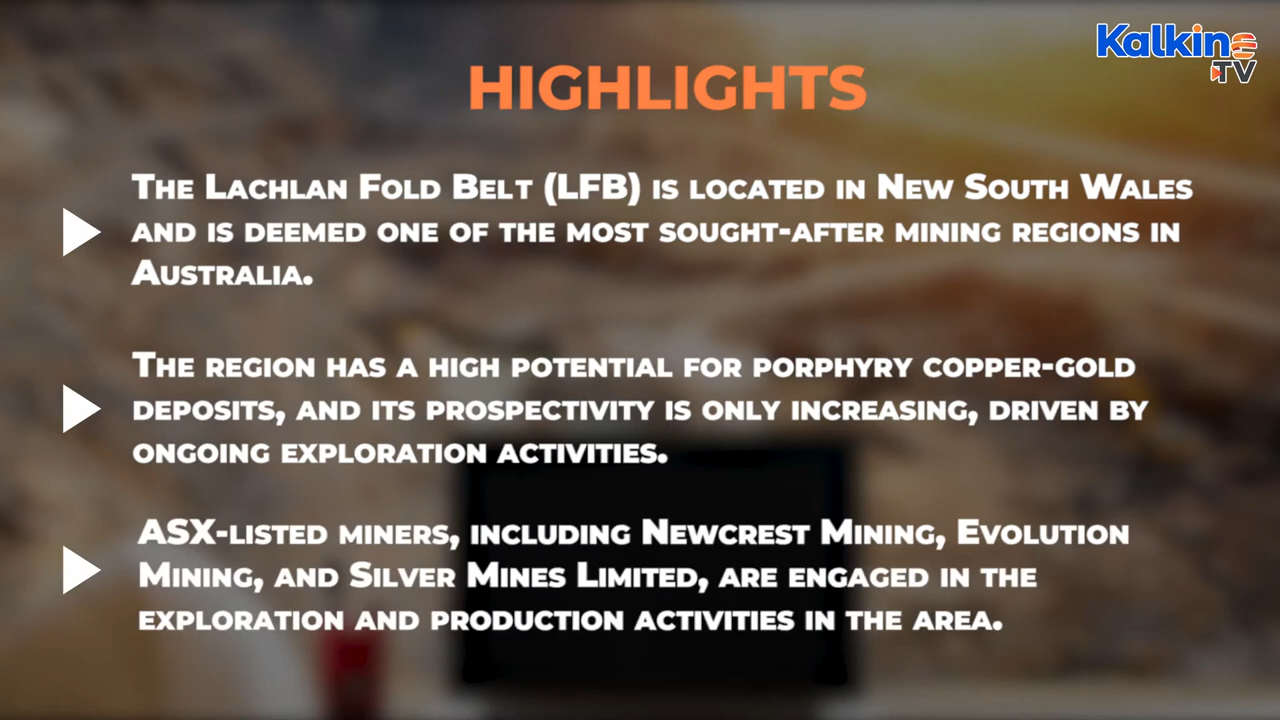 Kalkine
TV
HIGHLIGHTS
The Lachlan Fold Belt (LFB) is located in New South Wales
and is deemed one of the most sought-after mining regions in
Australia.
The region has a high potential for porphyry copper-gold
deposits, and its prospectivity is only increasing, driven by
ongoing exploration activities.
ASX-listed miners, including Newcrest Mining, Evolution
Mining, and Silver Mines Limited, are engaged in the
exploration and production activities in the area.